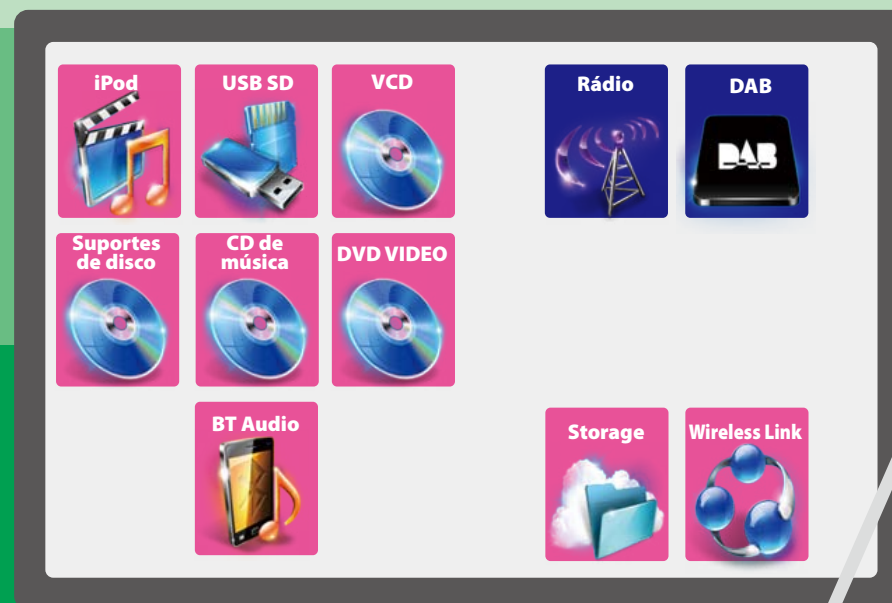 iPod
USB SD
VCD
Rádio
DAB
DAB
Suportes
de disco
CD de
música
DVD VIDEO
BT Audio
Storage
Wireless Link